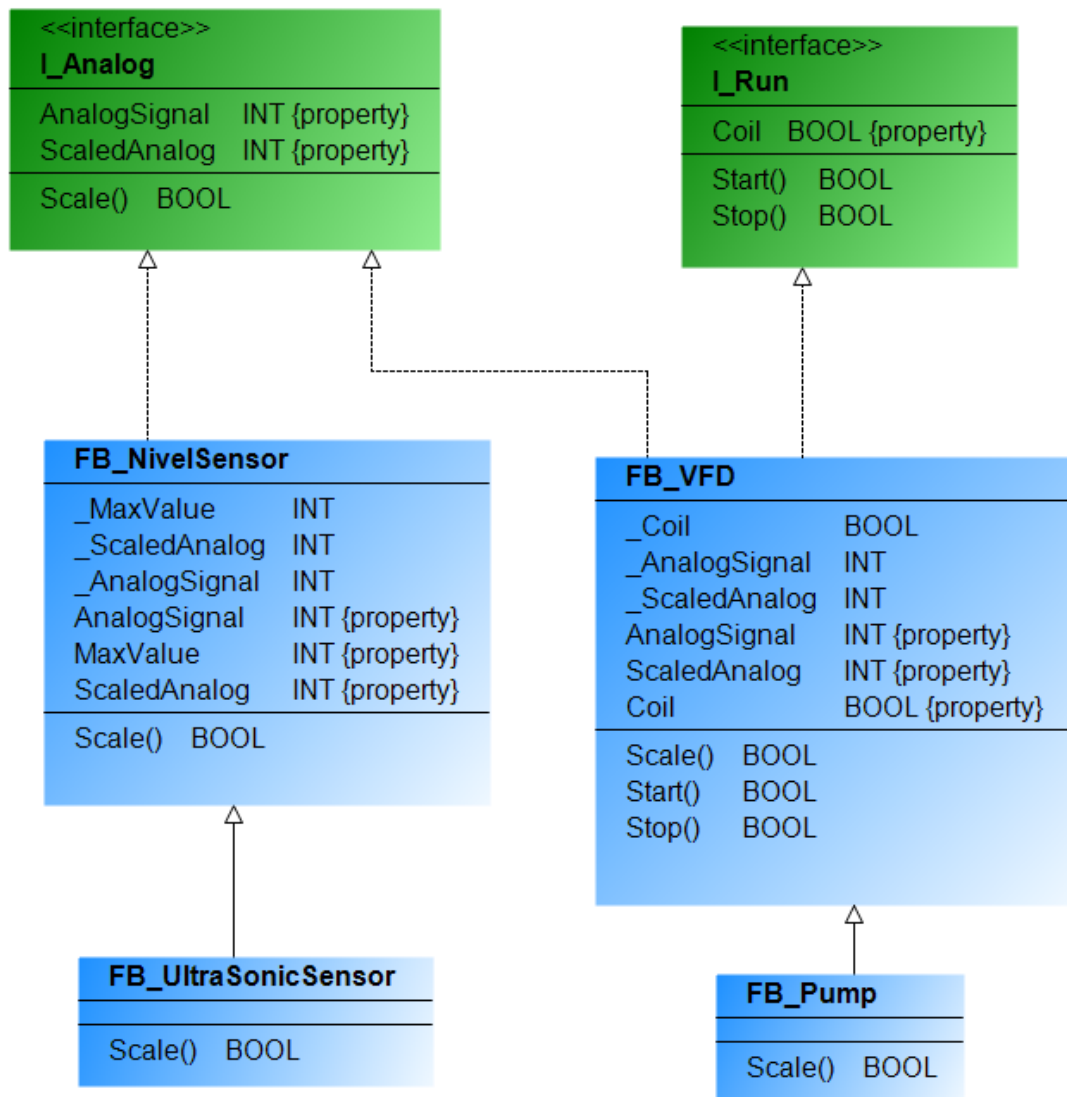 <<interface>>
I_Analog
AnalogSignal INT {property}
ScaledAnalog INT {property}
Scale() BOOL
<<interface>>
I_Run
Coil BOOL {property}
Start() BOOL
Stop() BOOL
FB_NivelSensor
_MaxValue INT
_ScaledAnalog INT
_AnalogSignal INT
AnalogSignal INT {property}
MaxValue INT {property}
ScaledAnalog INT {property}
Scale() BOOL
FB_VFD
_Coil BOOL
_AnalogSignal INT
_ScaledAnalog INT
AnalogSignal INT {property}
ScaledAnalog INT {property}
Coil BOOL {property}
Scale() BOOL
Start() BOOL
Stop() BOOL
FB_UltraSonicSensor
Scale() BOOL
FB_Pump
Scale() BOOL